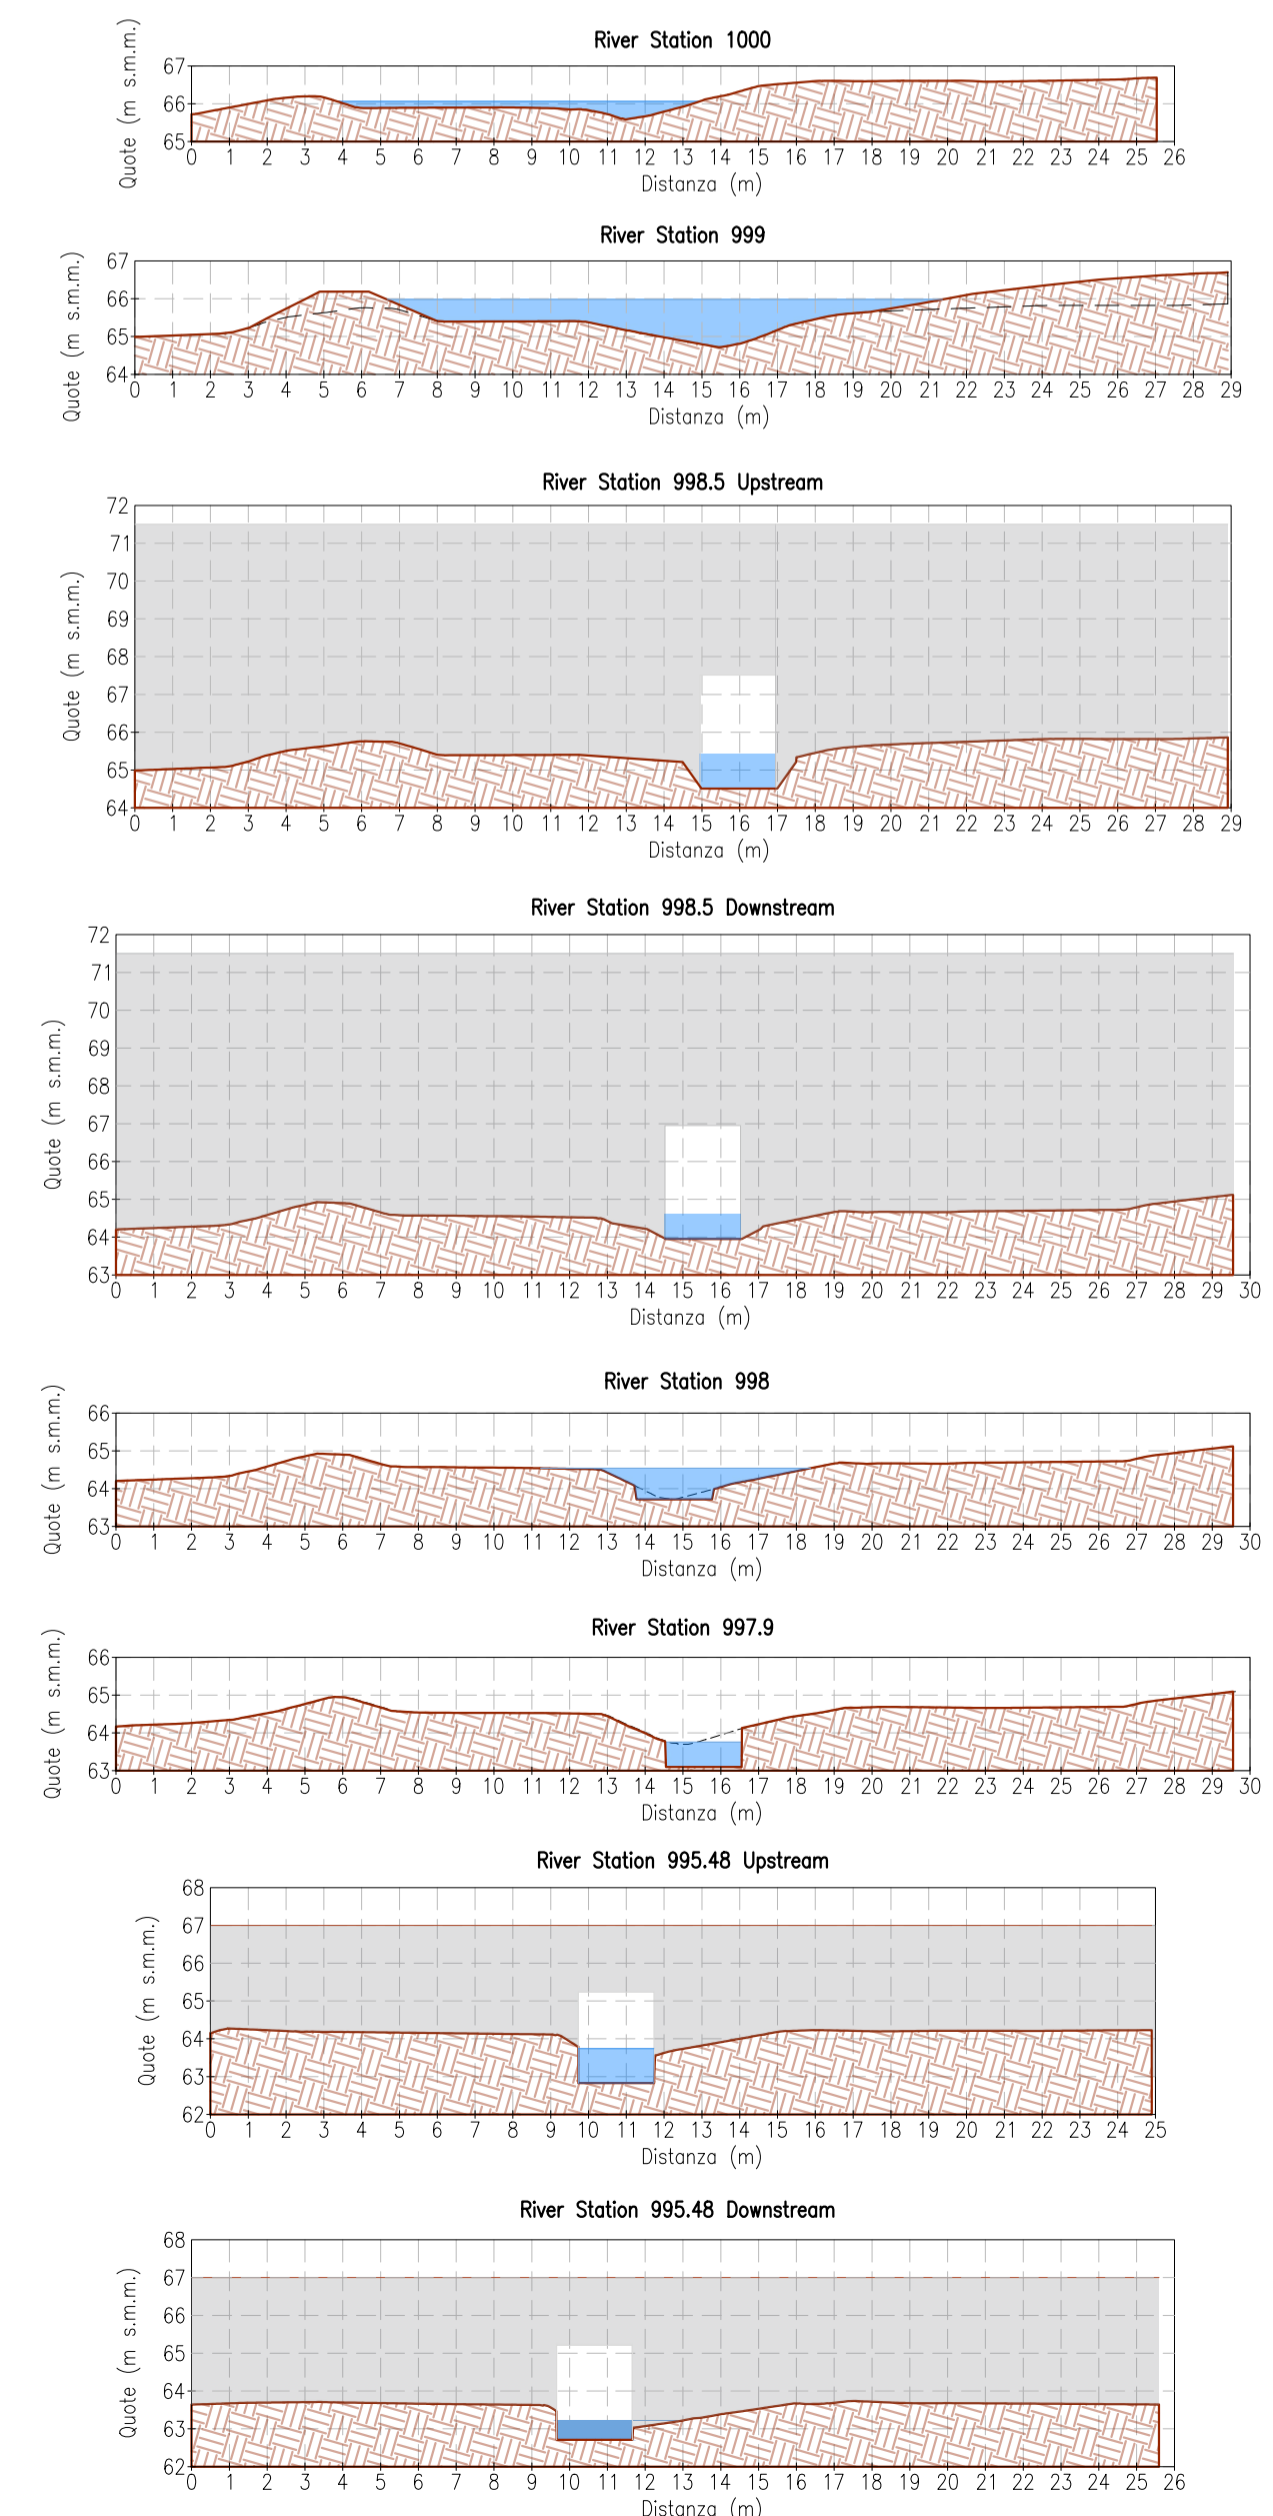 River Station 1000
Quote (m s.m.m.)
67
66
65
0 1 2 3 4 5 6 7 8 9 10 11 12 13 14 15 16 17 18 19 20 21 22 23 24 25 26
Distanza (m)
River Station 999
Quote (m s.m.m.)
67
66
65
64
0 1 2 3 4 5 6 7 8 9 10 11 12 13 14 15 16 17 18 19 20 21 22 23 24 25 26 27 28 29
Distanza (m)
River Station 998.5 Upstream
Quote (m s.m.m.)
72
71
70
69
68
67
66
65
64
0 1 2 3 4 5 6 7 8 9 10 11 12 13 14 15 16 17 18 19 20 21 22 23 24 25 26 27 28 29
Distanza (m)
River Station 998.5 Downstream
Quote (m s.m.m.)
72
71
70
69
68
67
66
65
64
63
0 1 2 3 4 5 6 7 8 9 10 11 12 13 14 15 16 17 18 19 20 21 22 23 24 25 26 27 28 29 30
Distanza (m)
River Station 998
Quote (m s.m.m.)
66
65
64
63
0 1 2 3 4 5 6 7 8 9 10 11 12 13 14 15 16 17 18 19 20 21 22 23 24 25 26 27 28 29 30
Distanza (m)
River Station 997.9
Quote (m s.m.m.)
66
65
64
63
0 1 2 3 4 5 6 7 8 9 10 11 12 13 14 15 16 17 18 19 20 21 22 23 24 25 26 27 28 29 30
Distanza (m)
River Station 995.48 Upstream
Quote (m s.m.m.)
68
67
66
65
64
63
62
0 1 2 3 4 5 6 7 8 9 10 11 12 13 14 15 16 17 18 19 20 21 22 23 24 25
Distanza (m)
River Station 995.48 Downstream
Quote (m s.m.m.)
68
67
66
65
64
63
62
0 1 2 3 4 5 6 7 8 9 10 11 12 13 14 15 16 17 18 19 20 21 22 23 24 25 26
Distanza (m)